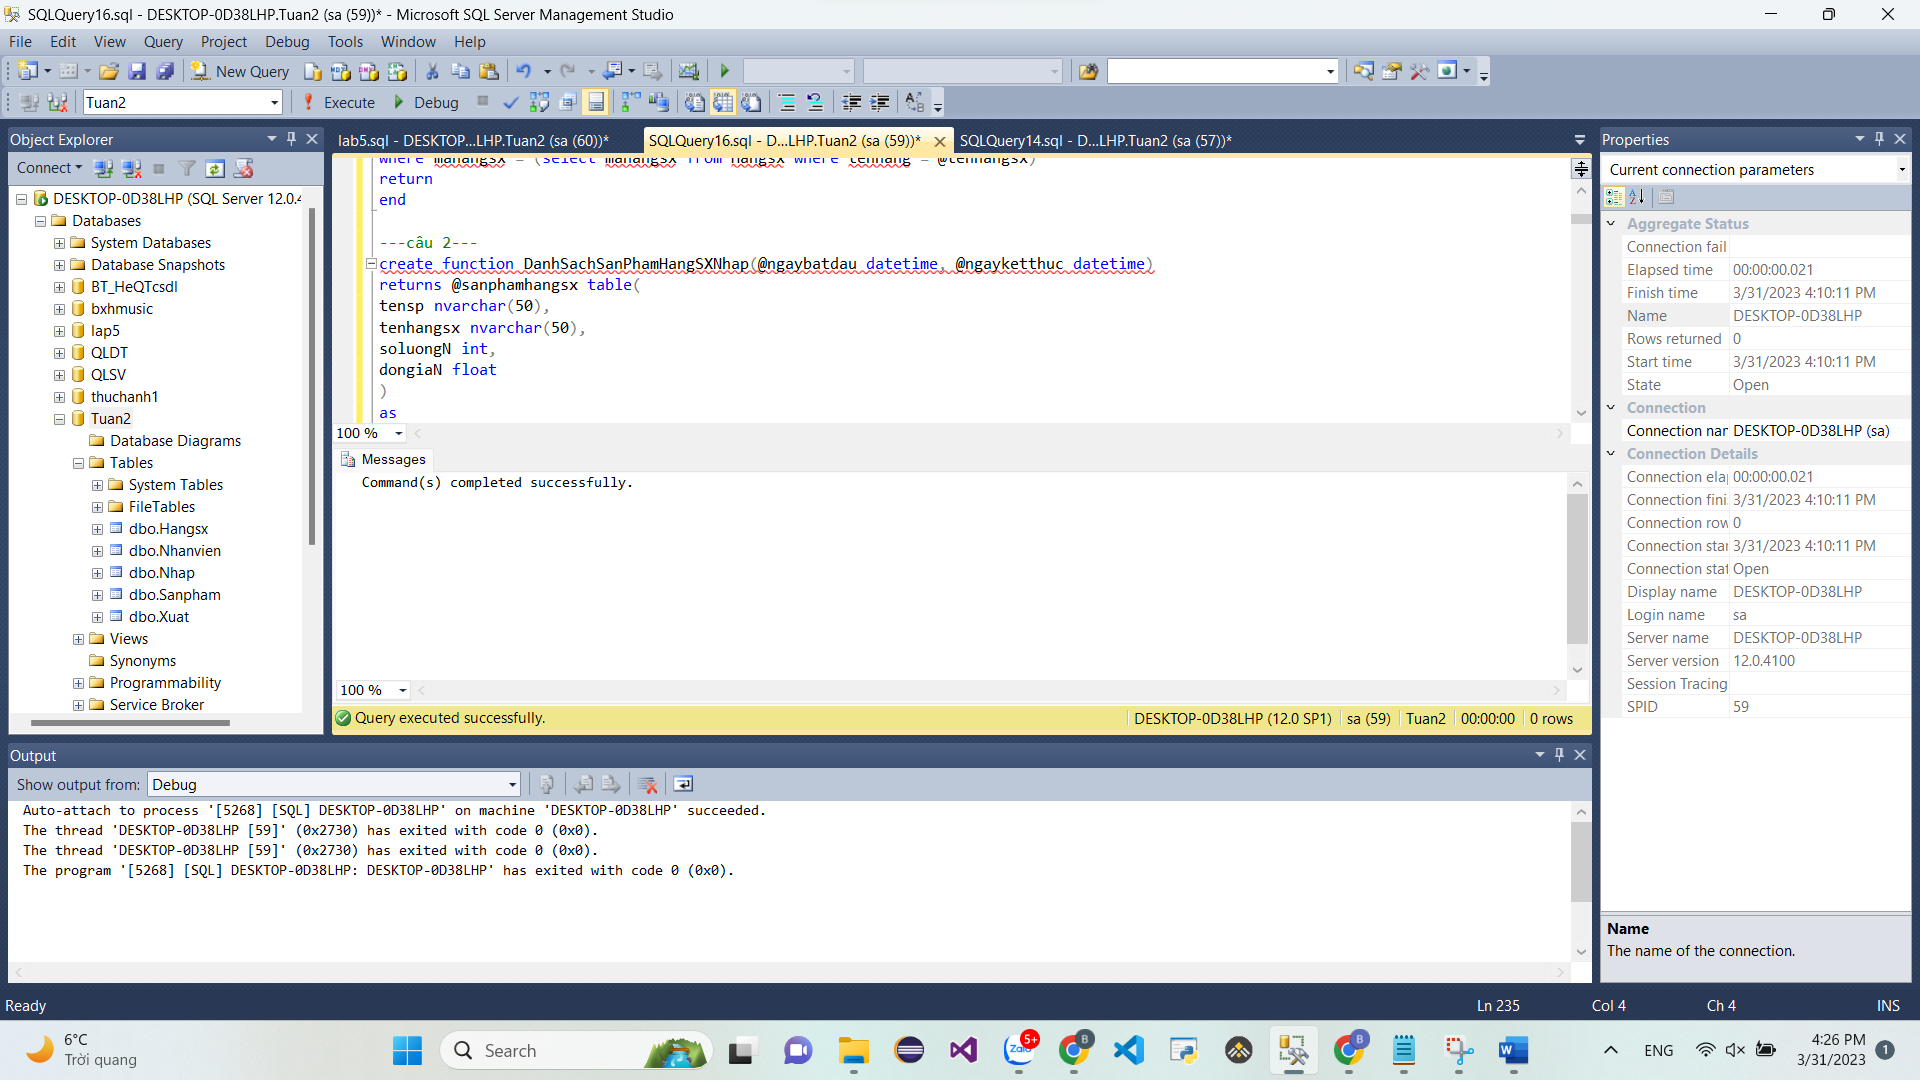 SQLQuery16.sql - DESKTOP-0D38LHP.Tuan2 (sa (59))* - Microsoft SQL Server Management Studio
File Edit View Query Project Debug Tools Window Help
New Query
Tuan2 Execute Debug
Object Explorer
Connect
DESKTOP-0D38LHP (SQL Server 12.0.4
Databases
System Databases
Database Snapshots
BT_HeQTcsdl
bxhmusic
lap5
QLDT
QLSV
thuchanh1
Tuan2
Database Diagrams
Tables
System Tables
FileTables
dbo.Hangsx
dbo.Nhanvien
dbo.Nhap
dbo.Sanpham
dbo.Xuat
Views
Synonyms
Programmability
Service Broker
lab5.sql - DESKTOP...LHP.Tuan2 (sa (60))*
SQLQuery16.sql - D...LHP.Tuan2 (sa (59))*
SQLQuery14.sql - D...LHP.Tuan2 (sa (57))*
where mahangsx = (select mahangsx from hangsx where tenhang = @tenhangsx)
return
end
---câu 2---
create function DanhSachSanPhamHangSXNhap(@ngaybatdau datetime, @ngayketthuc datetime)
returns @sanphamhangsx table(
tensp nvarchar(50),
tenhangsx nvarchar(50),
soluongN int,
dongiaN float
)
as
100 %
Messages
Command(s) completed successfully.
100 %
Query executed successfully.
DESKTOP-0D38LHP (12.0 SP1) sa (59) Tuan2 00:00:00 0 rows
Properties
Current connection parameters
Aggregate Status
Connection fail
Elapsed time 00:00:00.021
Finish time 3/31/2023 4:10:11 PM
Name DESKTOP-0D38LHP
Rows returned 0
Start time 3/31/2023 4:10:11 PM
State Open
Connection
Connection nar DESKTOP-0D38LHP (sa)
Connection Details
Connection ela 00:00:00.021
Connection fini 3/31/2023 4:10:11 PM
Connection row 0
Connection star 3/31/2023 4:10:11 PM
Connection stat Open
Display name DESKTOP-0D38LHP
Login name sa
Server name DESKTOP-0D38LHP
Server version 12.0.4100
Session Tracing
SPID 59
Name
The name of the connection.
Output
Show output from: Debug
Auto-attach to process '[5268] [SQL] DESKTOP-0D38LHP' on machine 'DESKTOP-0D38LHP' succeeded.
The thread 'DESKTOP-0D38LHP [59]' (0x2730) has exited with code 0 (0x0).
The thread 'DESKTOP-0D38LHP [59]' (0x2730) has exited with code 0 (0x0).
The program '[5268] [SQL] DESKTOP-0D38LHP: DESKTOP-0D38LHP' has exited with code 0 (0x0).
Ready Ln 235 Col 4 Ch 4 INS
6°C
Trời quang
Search
Zalo 5+
B
B
ENG
4:26 PM
3/31/2023
1